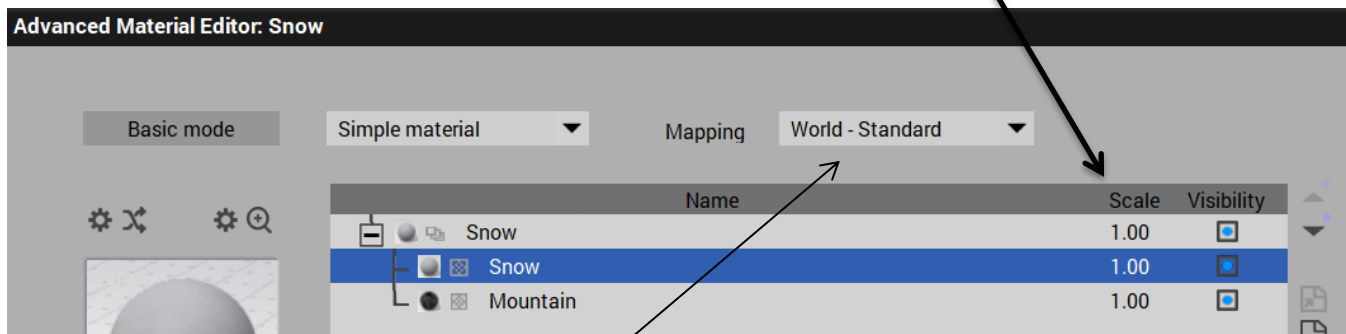 Advanced Material Editor: Snow
Basic mode Simple material Mapping World - Standard
Name Scale Visibility
Snow 1.00
Snow 1.00
Mountain 1.00